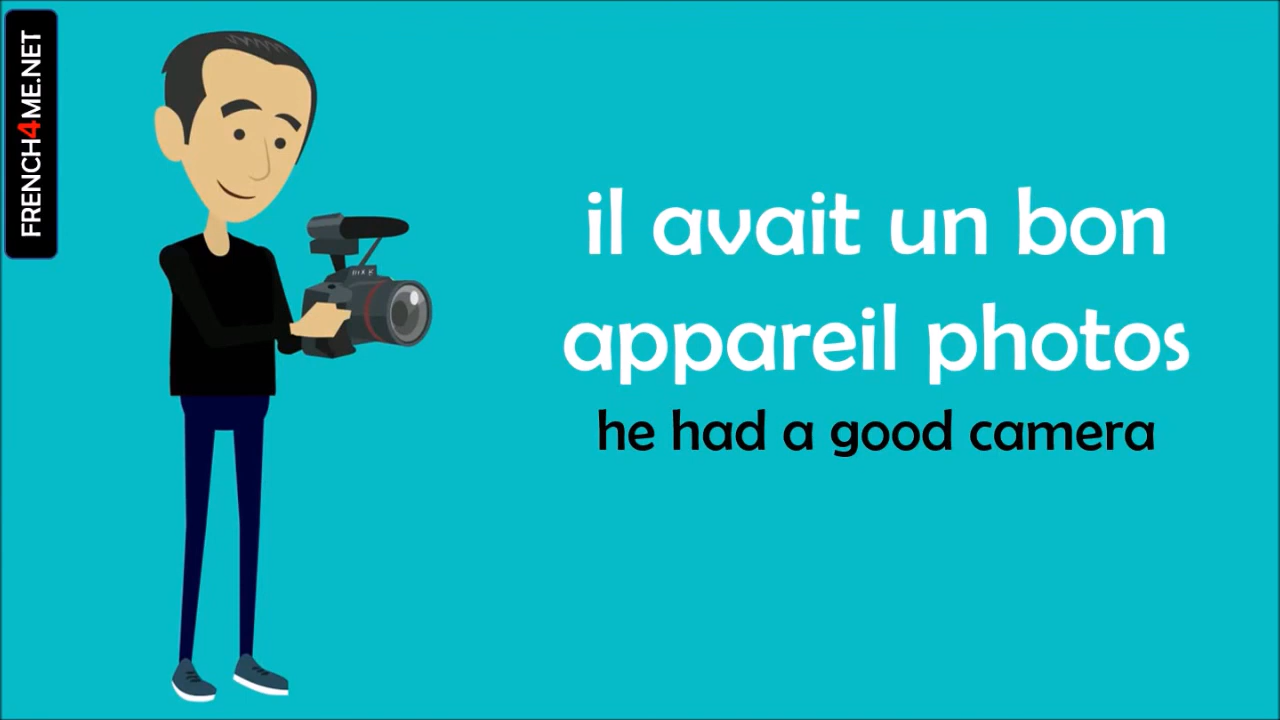 FRENCH4ME.NET
il avait un bon
appareil photos
he had a good camera